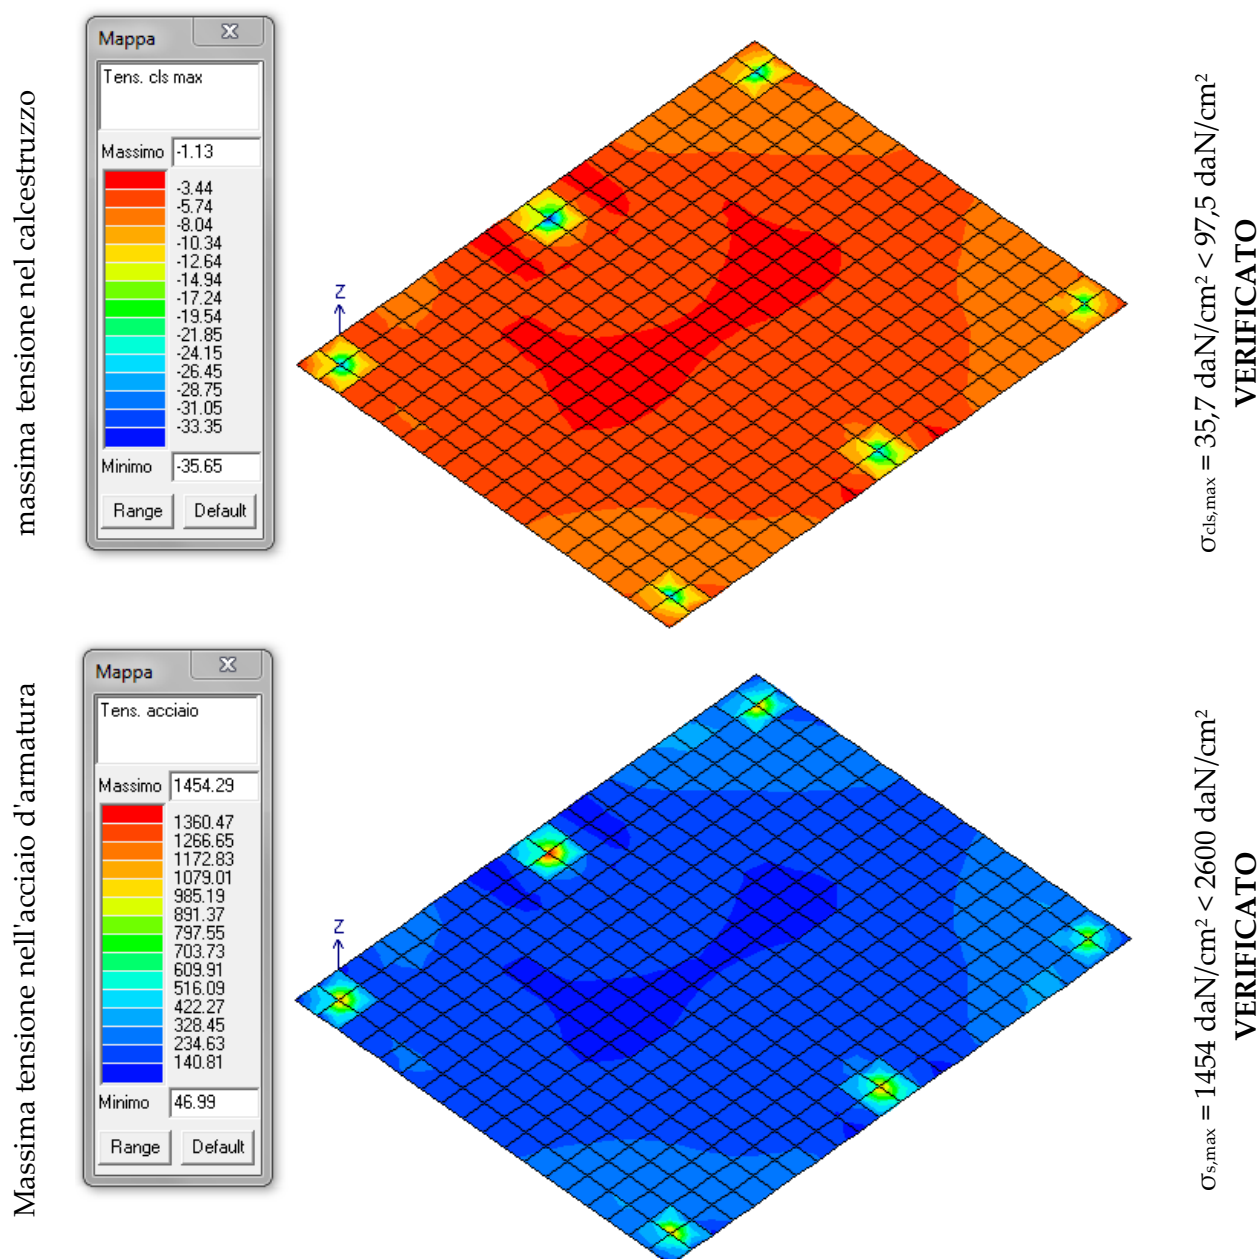 massima tensione nel calcestruzzo
Mappa
Tens. cls max
Massimo -1.13
-3.44
-5.74
-8.04
-10.34
-12.64
-14.94
-17.24
-19.54
-21.85
-24.15
-26.45
-28.75
-31.05
-33.35
Minimo -35.65
Range Default
Z
σcls,max = 35,7 daN/cm² < 97,5 daN/cm²
VERIFICATO
Massima tensione nell'acciaio d'armatura
Mappa
Tens. acciaio
Massimo 1454.29
1360.47
1266.65
1172.83
1079.01
985.19
891.37
797.55
703.73
609.91
516.09
422.27
328.45
234.63
140.81
Minimo 46.99
Range Default
Z
σs,max = 1454 daN/cm² < 2600 daN/cm²
VERIFICATO